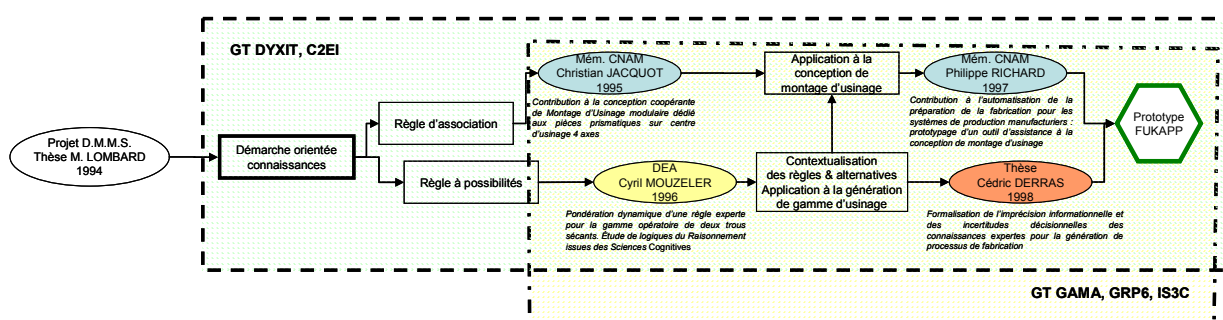 GT DYXIT, C2EI
Projet D.M.M.S.
Thèse M. LOMBARD
1994
Démarche orientée
connaissances
Règle d'association
Règle à possibilités
Mém. CNAM
Christian JACQUOT
1995
Contribution à la conception coopérante
de Montage d'Usinage modulaire dédié
aux pièces prismatiques sur centre
d'usinage 4 axes
Application à la
conception de
montage d'usinage
Mém. CNAM
Philippe RICHARD
1997
Contribution à l'automatisation de la
préparation de la fabrication pour les
systèmes de production manufacturiers :
prototypage d'un outil d'assistance à la
conception de montage d'usinage
DEA
Cyril MOUZELER
1996
Pondération dynamique d'une règle experte
pour la gamme opératoire de deux trous
sécants. Étude de logiques du Raisonnement
issues des Sciences Cognitives
Contextualisation
des règles & alternatives
Application à la génération
de gamme d'usinage
Thèse
Cédric DERRAS
1998
Formalisation de l'imprécision informationnelle et
des incertitudes décisionnelles des
connaissances expertes pour la génération de
processus de fabrication
Prototype
FUKAPP
GT GAMA, GRP6, IS3C